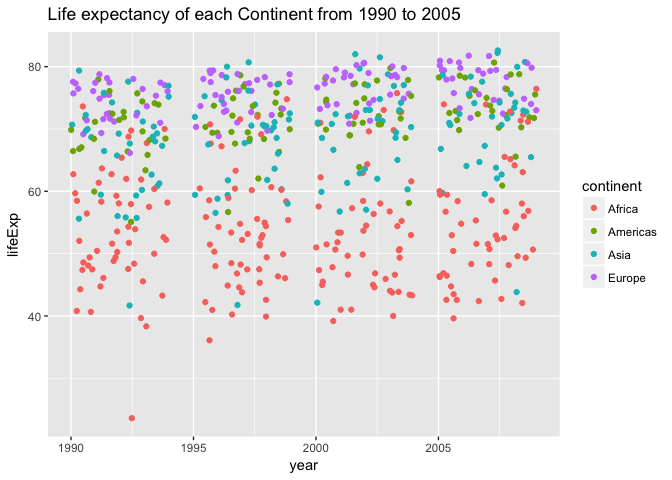 Life expectancy of each Continent from 1990 to 2005
80
60
40
lifeExp
1990 1995 2000 2005
year
continent
Africa
Americas
Asia
Europe